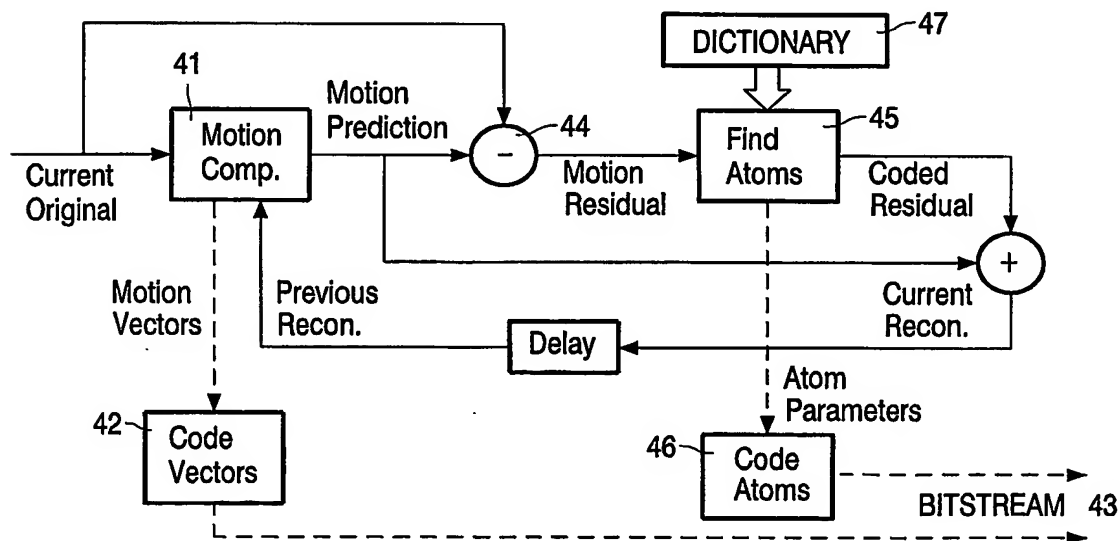 47
DICTIONARY
41
Motion
Prediction
44
45
Motion
Comp.
-
Find
Atoms
Current
Original
Motion
Residual
Coded
Residual
+
Motion
Vectors
Previous
Recon.
Current
Recon.
Delay
Atom
Parameters
42
Code
Vectors
46
Code
Atoms
BITSTREAM 43